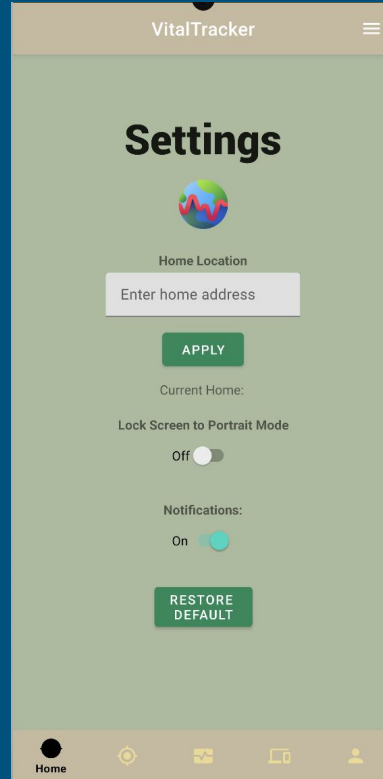 VitalTracker
Settings
Home Location
Enter home address
APPLY
Current Home:
Lock Screen to Portrait Mode
Off
Notifications:
On
RESTORE
DEFAULT
Home